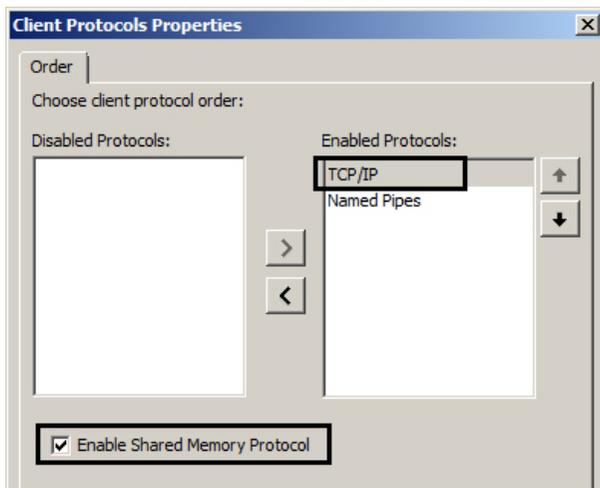 Client Protocols Properties
Order
Choose client protocol order:
Disabled Protocols:
Enabled Protocols:
TCP/IP
Named Pipes
Enable Shared Memory Protocol